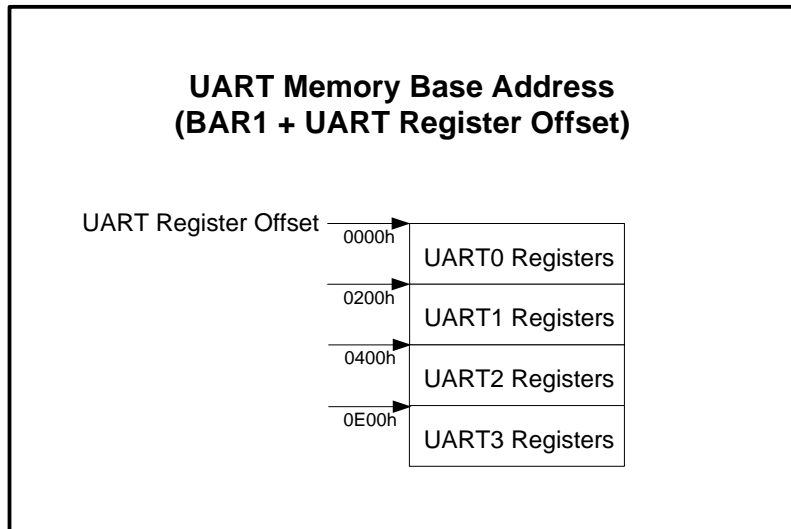 UART Memory Base Address
(BAR1 + UART Register Offset)
UART Register Offset
0000h
UART0 Registers
0200h
UART1 Registers
0400h
UART2 Registers
0E00h
UART3 Registers